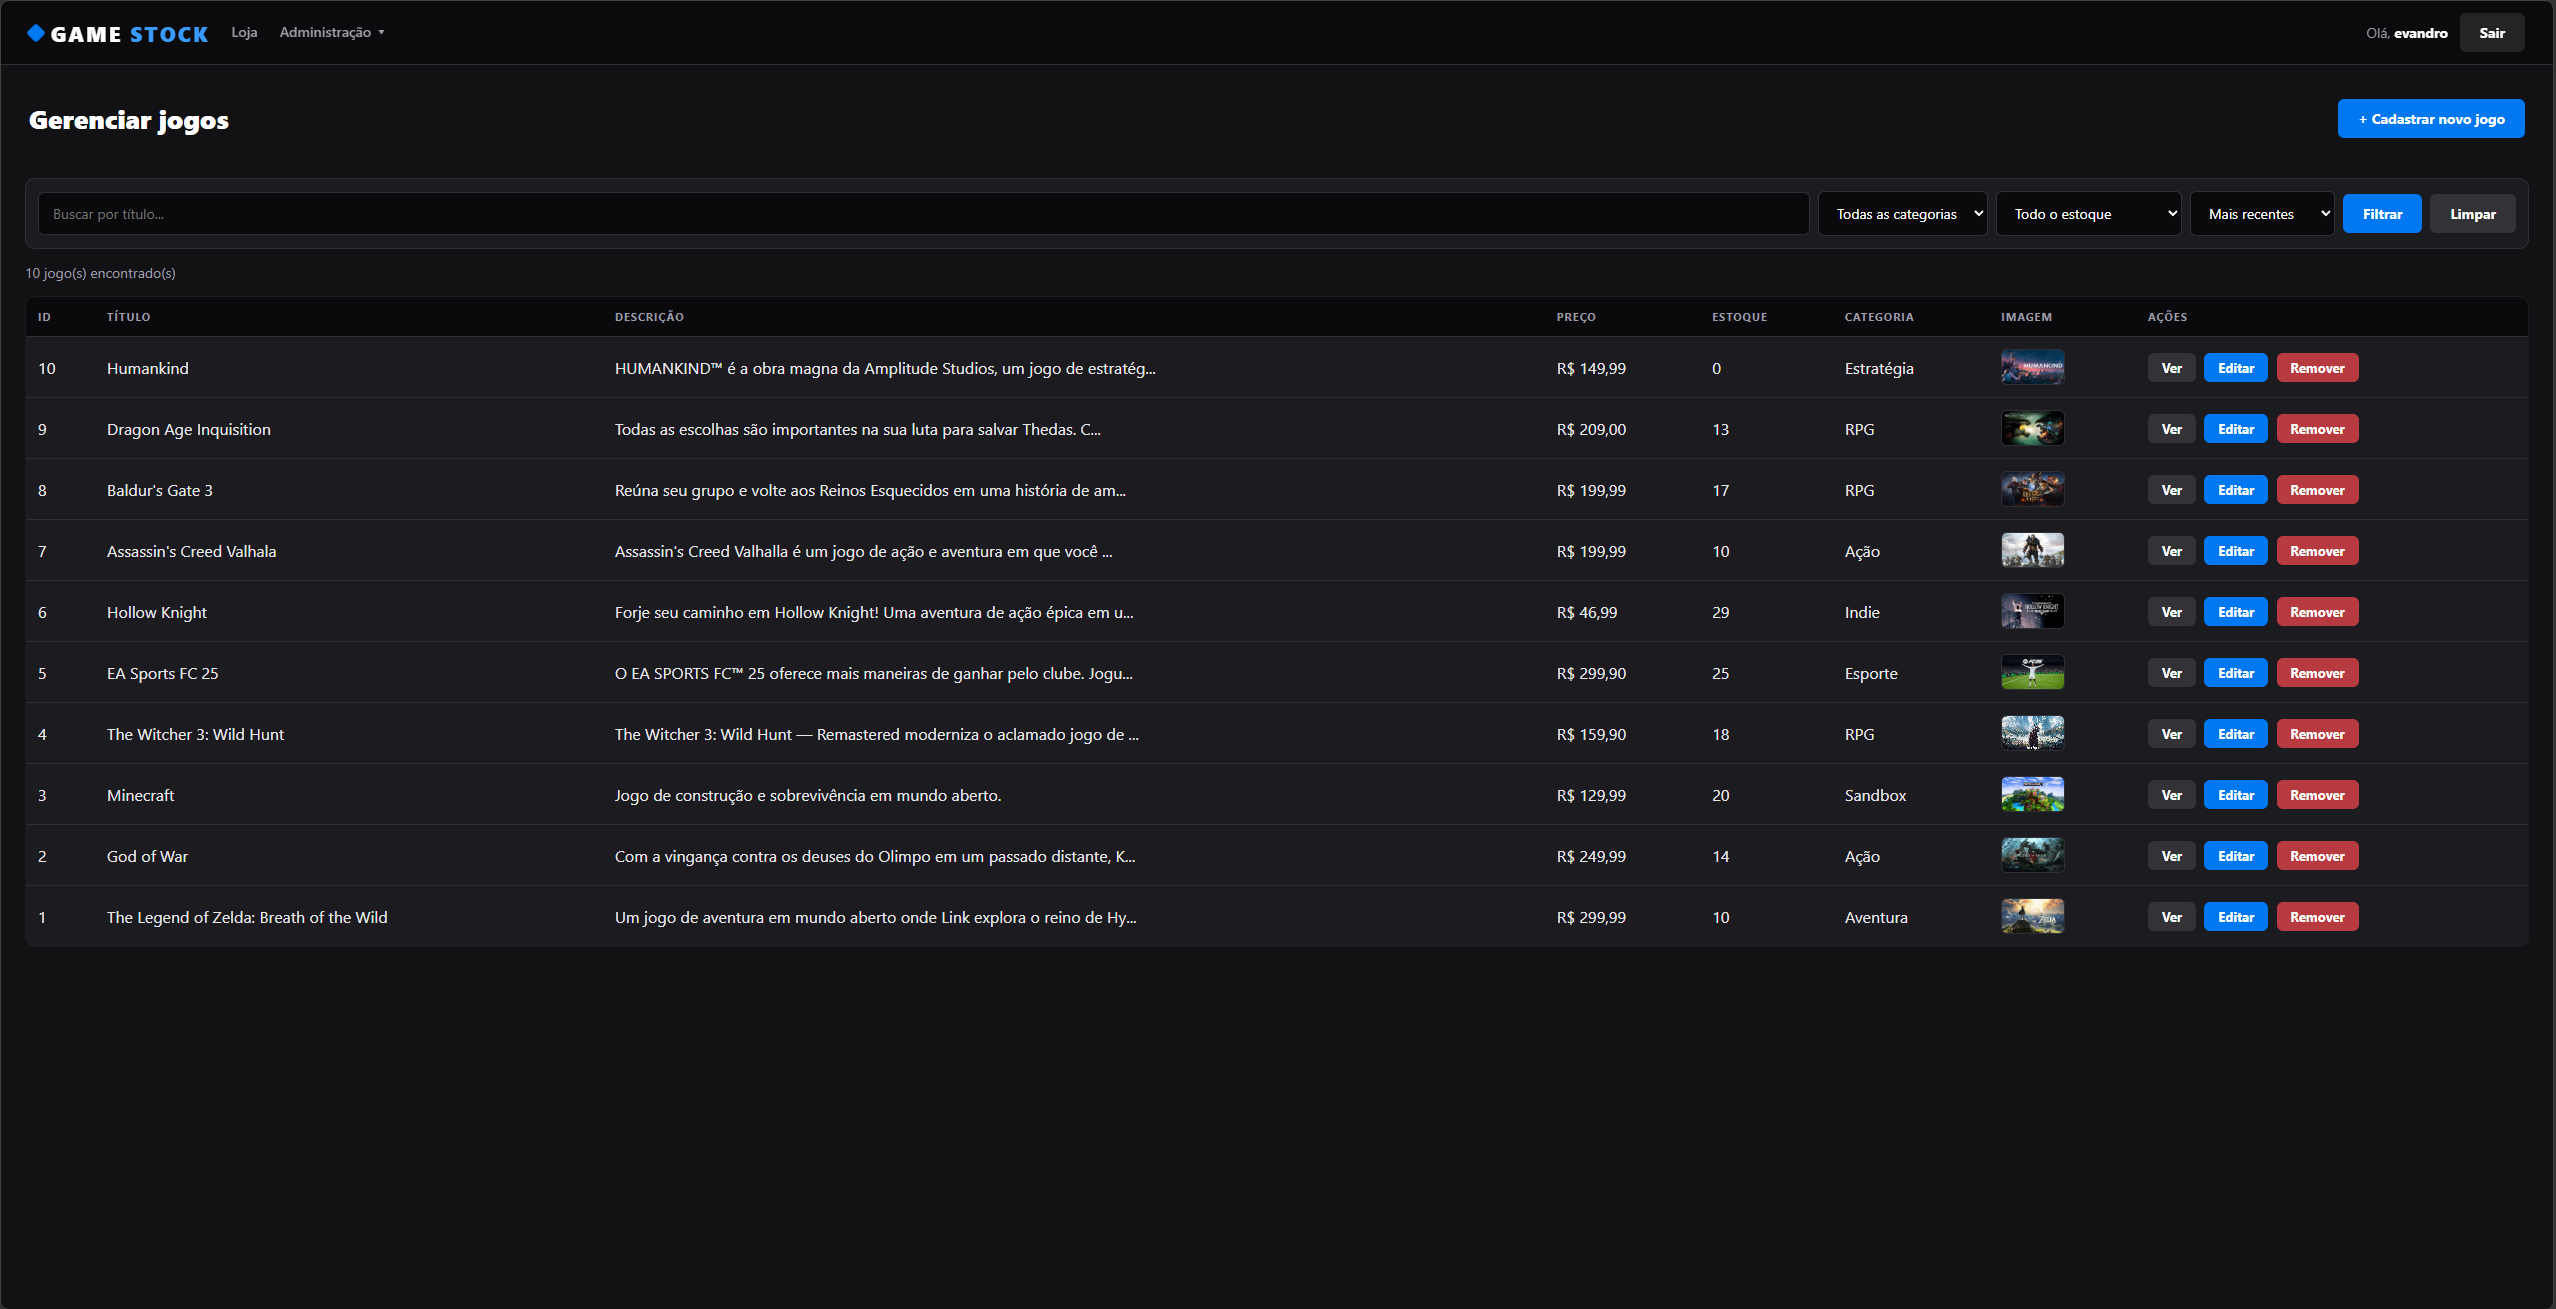 GAME STOCK Loja Administração ▾ Olá, evandro Sair
Gerenciar jogos + Cadastrar novo jogo
Buscar por título... Todas as categorias Todo o estoque Mais recentes Filtrar Limpar
10 jogo(s) encontrado(s)
ID TÍTULO DESCRIÇÃO PREÇO ESTOQUE CATEGORIA IMAGEM AÇÕES
10 Humankind HUMANKIND™ é a obra magna da Amplitude Studios, um jogo de estratég... R$ 149,99 0 Estratégia HUMANKIND Ver Editar Remover
9 Dragon Age Inquisition Todas as escolhas são importantes na sua luta para salvar Thedas. C... R$ 209,00 13 RPG Ver Editar Remover
8 Baldur's Gate 3 Reúna seu grupo e volte aos Reinos Esquecidos em uma história de am... R$ 199,99 17 RPG Ver Editar Remover
7 Assassin's Creed Valhala Assassin's Creed Valhalla é um jogo de ação e aventura em que você ... R$ 199,99 10 Ação Ver Editar Remover
6 Hollow Knight Forje seu caminho em Hollow Knight! Uma aventura de ação épica em u... R$ 46,99 29 Indie HOLLOW KNIGHT Ver Editar Remover
5 EA Sports FC 25 O EA SPORTS FC™ 25 oferece mais maneiras de ganhar pelo clube. Jogu... R$ 299,90 25 Esporte Ver Editar Remover
4 The Witcher 3: Wild Hunt The Witcher 3: Wild Hunt — Remastered moderniza o aclamado jogo de ... R$ 159,90 18 RPG Ver Editar Remover
3 Minecraft Jogo de construção e sobrevivência em mundo aberto. R$ 129,99 20 Sandbox Ver Editar Remover
2 God of War Com a vingança contra os deuses do Olimpo em um passado distante, K... R$ 249,99 14 Ação Ver Editar Remover
1 The Legend of Zelda: Breath of the Wild Um jogo de aventura em mundo aberto onde Link explora o reino de Hy... R$ 299,99 10 Aventura ZELDA Ver Editar Remover